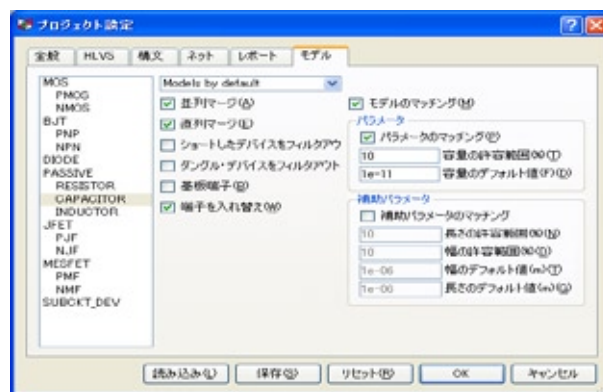 プロジェクト設定
全般 HLVS 構文 ネット レポート モデル
MOS
PMOS
NMOS
BJT
PNP
NPN
DIODE
PASSIVE
RESISTOR
CAPACITOR
INDUCTOR
JFET
PJF
NJF
MESFET
PMF
NMF
SUBCKT_DEV
Models by default
並列マージ(A)
直列マージ(E)
ショートしたデバイスをフィルタアウ
ダングル・デバイスをフィルタアウト
基板端子(B)
端子を入れ替え(W)
モデルのマッチング(M)
パラメータ
パラメータのマッチング(P)
10 容量の許容範囲(%)(T)
1e-11 容量のデフォルト値(F)(D)
補助パラメータ
補助パラメータのマッチング
10 長さの許容範囲(%)(N)
10 幅の許容範囲(%)(O)
1e-06 幅のデフォルト値(m)(I)
1e-06 長さのデフォルト値(m)(G)
読み込み(L) 保存(S) リセット(R) OK キャンセル